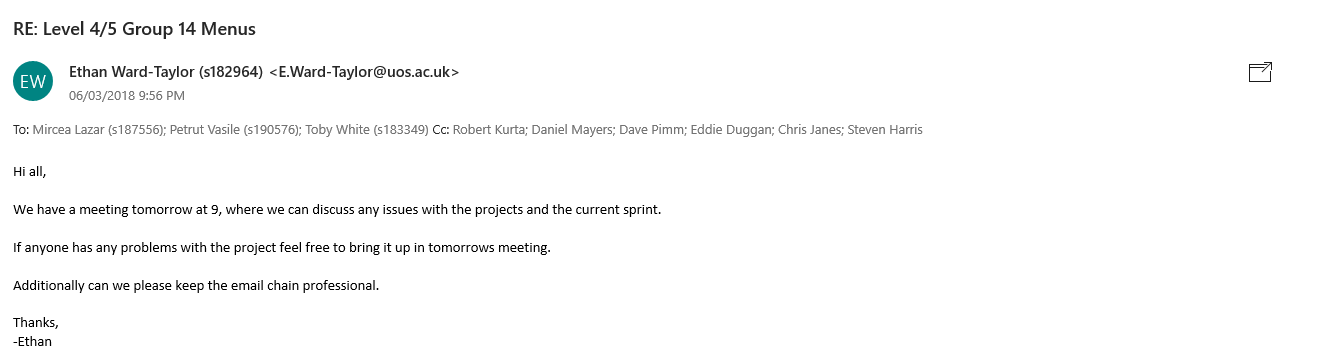 RE: Level 4/5 Group 14 Menus
EW
Ethan Ward-Taylor (s182964) <E.Ward-Taylor@uos.ac.uk>
06/03/2018 9:56 PM
To: Mircea Lazar (s187556); Petrut Vasile (s190576); Toby White (s183349) Cc: Robert Kurta; Daniel Mayers; Dave Pimm; Eddie Duggan; Chris Janes; Steven Harris
Hi all,
We have a meeting tomorrow at 9, where we can discuss any issues with the projects and the current sprint.
If anyone has any problems with the project feel free to bring it up in tomorrows meeting.
Additionally can we please keep the email chain professional.
Thanks,
-Ethan